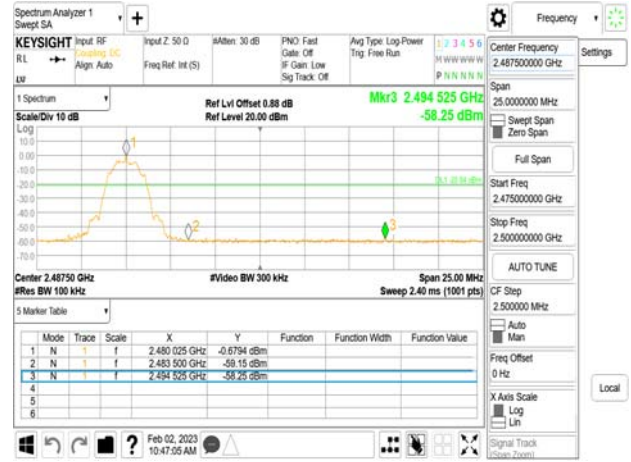 Spectrum Analyzer 1
Swept SA
Frequency
KEYSIGHT
Input: RF
Input Z: 50 Ω
#Atten: 30 dB
PNO: Fast
Avg Type: Log-Power
1 2 3 4 5 6
RL
Coupling: DC
Gate: Off
Trig: Free Run
M W W W W W
Align: Auto
Freq Ref: Int (S)
IF Gain: Low
P N N N N N
LVI
Sig Track: Off
Center Frequency
2.487500000 GHz
Settings
1 Spectrum
Ref Lvl Offset 0.88 dB
Mkr3 2.494 525 GHz
Scale/Div 10 dB
Ref Level 20.00 dBm
-58.25 dBm
Span
25.0000000 MHz
Swept Span
Zero Span
Full Span
Start Freq
2.475000000 GHz
Stop Freq
2.500000000 GHz
AUTO TUNE
CF Step
2.500000 MHz
Auto
Man
Freq Offset
0 Hz
X Axis Scale
Log
Lin
Signal Track
(Span Zoom)
Local
Log
10.0
0.00
-10.0
-20.0
-30.0
-40.0
-50.0
-60.0
-70.0
1
2
3
Center 2.48750 GHz
#Video BW 300 kHz
Span 25.00 MHz
#Res BW 100 kHz
Sweep 2.40 ms (1001 pts)
5 Marker Table
Mode Trace Scale X Y Function Function Width Function Value
1 N 1 f 2.480 025 GHz -0.6794 dBm
2 N 1 f 2.483 500 GHz -59.15 dBm
3 N 1 f 2.494 525 GHz -58.25 dBm
4
5
6
?
Feb 02, 2023
10:47:05 AM